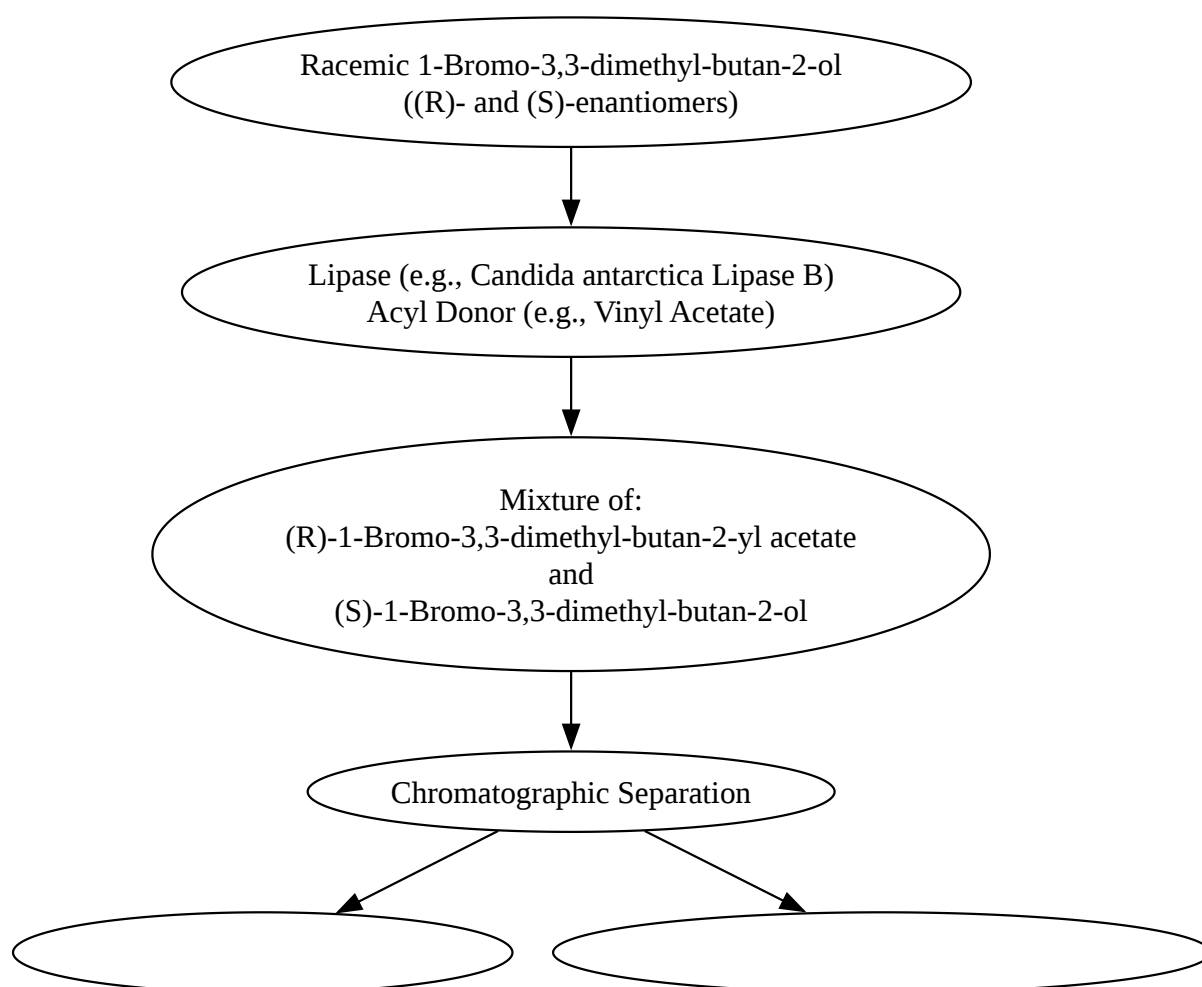 Racemic 1-Bromo-3,3-dimethyl-butan-2-ol
((R)- and (S)-enantiomers)
Lipase (e.g., Candida antarctica Lipase B)
Acyl Donor (e.g., Vinyl Acetate)
Mixture of:
(R)-1-Bromo-3,3-dimethyl-butan-2-yl acetate
and
(S)-1-Bromo-3,3-dimethyl-butan-2-ol
Chromatographic Separation